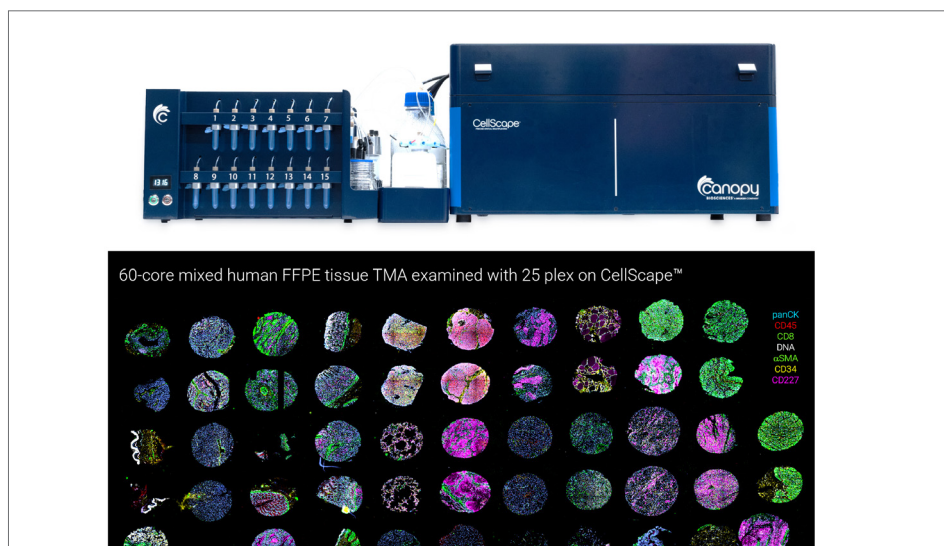 1 2 3 4 5 6 7
8 9 10 11 12 13 14 15
13:16
CellScape
canopy
BIOSCIENCES
60-core mixed human FFPE tissue TMA examined with 25 plex on CellScape™
panCK
CD45
CD8
DNA
αSMA
CD34
CD227